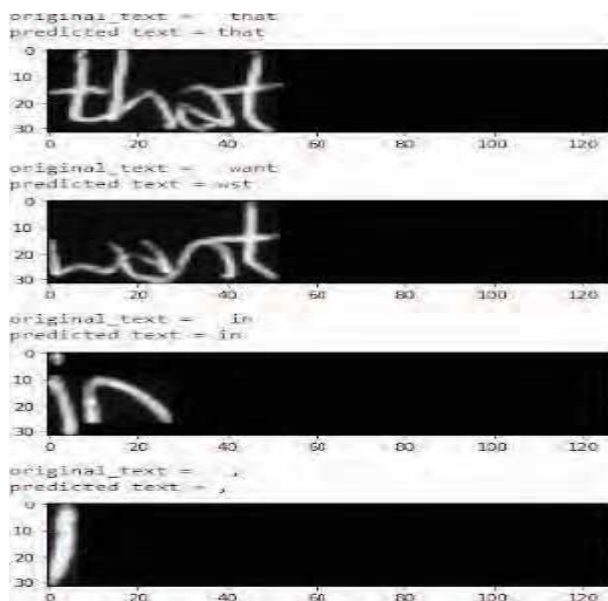 original_text =    that
predicted text = that
0
10
20
30
that
0 20 40 60 80 100 120
original_text =    want
predicted text = wst
0
10
20
30
want
0 20 40 60 80 100 120
original_text =    in
predicted text = in
0
10
20
30
in
0 20 40 60 80 100 120
original_text =    ,
predicted text = ,
0
10
20
30
,
0 20 40 60 80 100 120